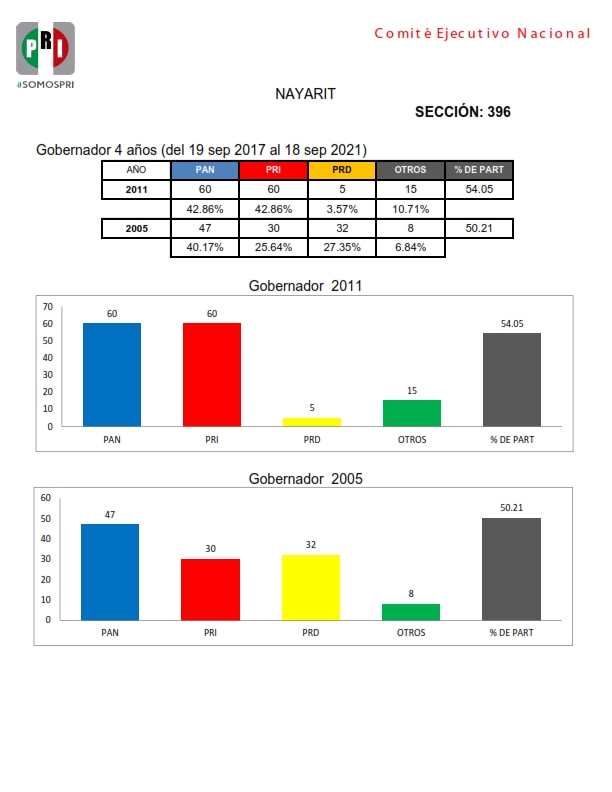 PRI
#SOMOSPRI
Comité Ejecutivo Nacional
NAYARIT
SECCIÓN: 396
Gobernador 4 años (del 19 sep 2017 al 18 sep 2021)
AÑO PAN PRI PRD OTROS % DE PART
2011 60 60 5 15 54.05
42.86% 42.86% 3.57% 10.71%
2005 47 30 32 8 50.21
40.17% 25.64% 27.35% 6.84%
Gobernador 2011
70
60
50
40
30
20
10
0
60 60 5 15 54.05
PAN PRI PRD OTROS % DE PART
Gobernador 2005
60
50
40
30
20
10
0
47 30 32 8 50.21
PAN PRI PRD OTROS % DE PART